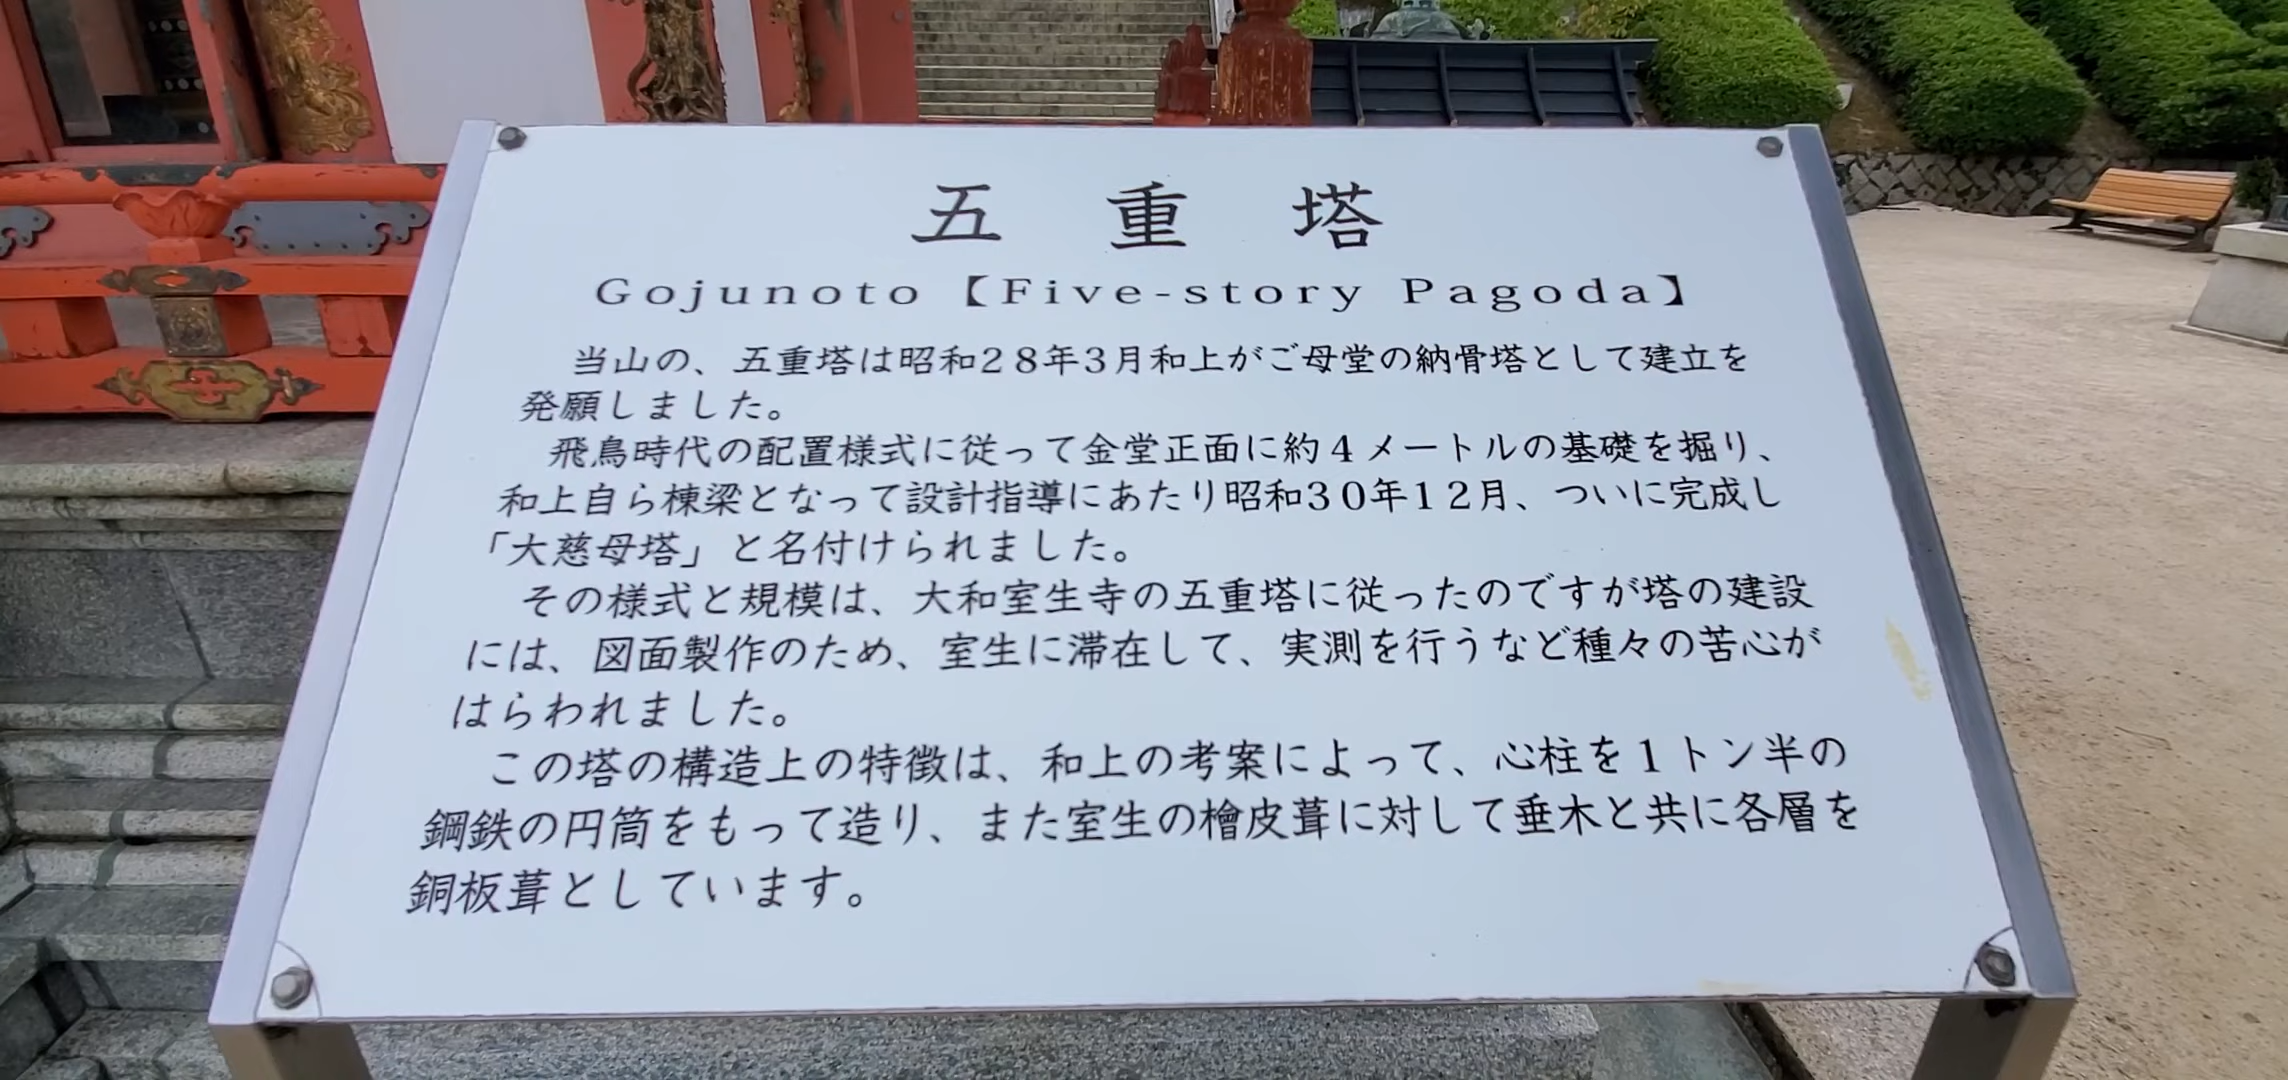 五重塔
Gojunoto【Five-story Pagoda】
当山の、五重塔は昭和28年3月和上がご母堂の納骨塔として建立を
発願しました。
飛鳥時代の配置様式に従って金堂正面に約4メートルの基礎を掘り、
和上自ら棟梁となって設計指導にあたり昭和30年12月、ついに完成し
「大慈母塔」と名付けられました。
その様式と規模は、大和室生寺の五重塔に従ったのですが塔の建設
には、図面製作のため、室生に滞在して、実測を行うなど種々の苦心が
はらわれました。
この塔の構造上の特徴は、和上の考案によって、心柱を1トン半の
鋼鉄の円筒をもって造り、また室生の檜皮葺に対して垂木と共に各層を
銅板葺としています。